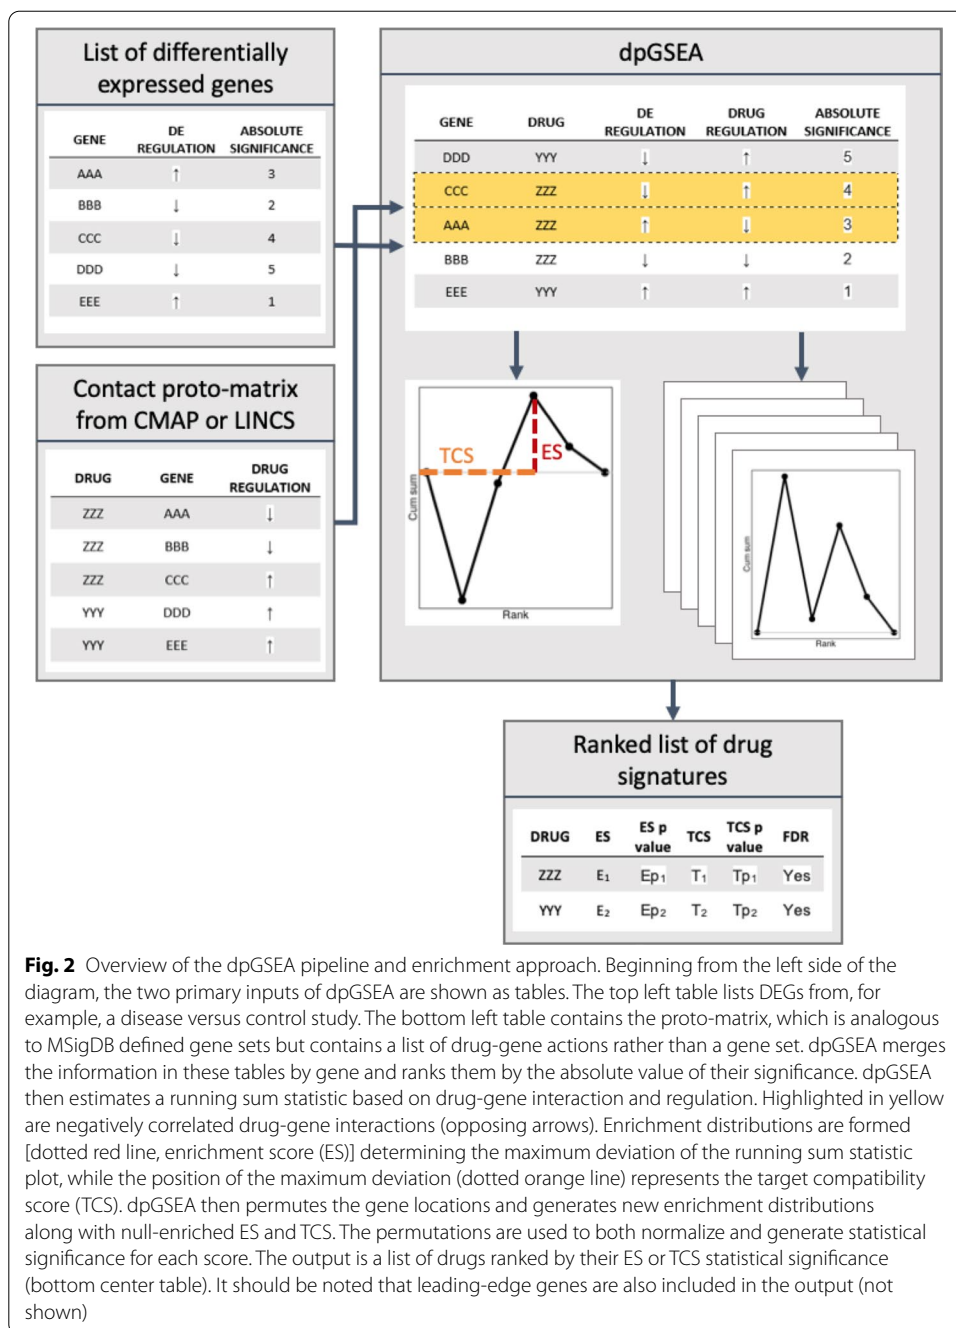 List of differentially
expressed genes
GENE DE REGULATION ABSOLUTE SIGNIFICANCE
AAA ↑ 3
BBB ↓ 2
CCC ↓ 4
DDD ↓ 5
EEE ↑ 1
Contact proto-matrix
from CMAP or LINCS
DRUG GENE DRUG REGULATION
ZZZ AAA ↓
ZZZ BBB ↓
ZZZ CCC ↑
YYY DDD ↑
YYY EEE ↑
dpGSEA
GENE DRUG DE REGULATION DRUG REGULATION ABSOLUTE SIGNIFICANCE
DDD YYY ↓ ↑ 5
CCC ZZZ ↓ ↑ 4
AAA ZZZ ↑ ↓ 3
BBB ZZZ ↓ ↓ 2
EEE YYY ↑ ↑ 1
TCS
ES
Cum sum
Rank
Cum sum
Rank
Ranked list of drug
signatures
DRUG ES ES p value TCS TCS p value FDR
ZZZ E₁ Ep₁ T₁ Tp₁ Yes
YYY E₂ Ep₂ T₂ Tp₂ Yes
Fig. 2 Overview of the dpGSEA pipeline and enrichment approach. Beginning from the left side of the
diagram, the two primary inputs of dpGSEA are shown as tables. The top left table lists DEGs from, for
example, a disease versus control study. The bottom left table contains the proto-matrix, which is analogous
to MSigDB defined gene sets but contains a list of drug-gene actions rather than a gene set. dpGSEA merges
the information in these tables by gene and ranks them by the absolute value of their significance. dpGSEA
then estimates a running sum statistic based on drug-gene interaction and regulation. Highlighted in yellow
are negatively correlated drug-gene interactions (opposing arrows). Enrichment distributions are formed
[dotted red line, enrichment score (ES)] determining the maximum deviation of the running sum statistic
plot, while the position of the maximum deviation (dotted orange line) represents the target compatibility
score (TCS). dpGSEA then permutes the gene locations and generates new enrichment distributions
along with null-enriched ES and TCS. The permutations are used to both normalize and generate statistical
significance for each score. The output is a list of drugs ranked by their ES or TCS statistical significance
(bottom center table). It should be noted that leading-edge genes are also included in the output (not
shown)